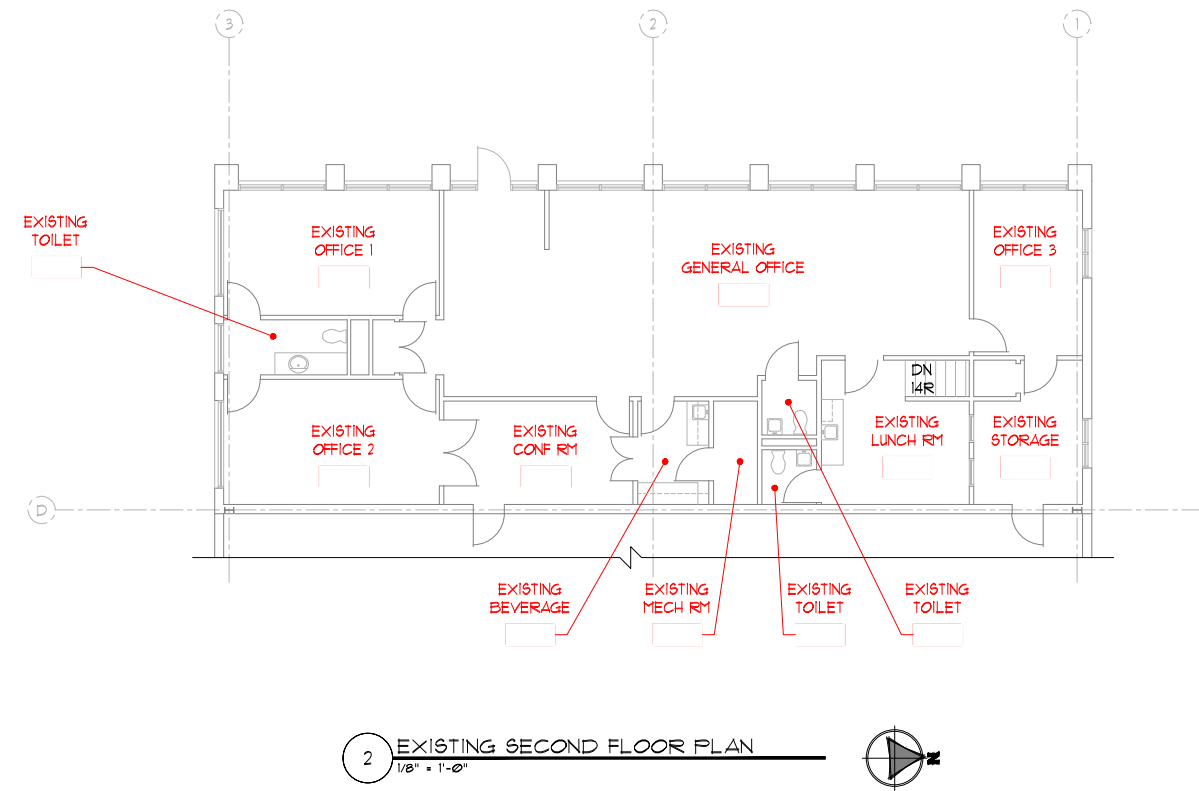 3
2
1
EXISTING
TOILET
EXISTING
OFFICE 1
EXISTING
GENERAL OFFICE
EXISTING
OFFICE 3
DN
14R
EXISTING
OFFICE 2
EXISTING
CONF RM
EXISTING
LUNCH RM
EXISTING
STORAGE
D
EXISTING
BEVERAGE
EXISTING
MECH RM
EXISTING
TOILET
EXISTING
TOILET
2
EXISTING SECOND FLOOR PLAN
1/8" = 1'-0"
N